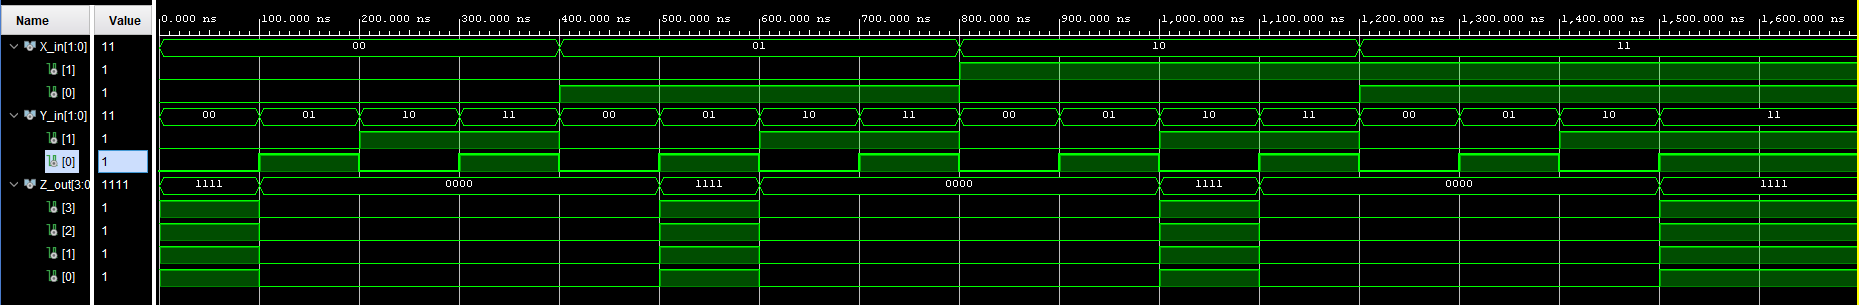 Name Value 0.000 ns 100.000 ns 200.000 ns 300.000 ns 400.000 ns 500.000 ns 600.000 ns 700.000 ns 800.000 ns 900.000 ns 1,000.000 ns 1,100.000 ns 1,200.000 ns 1,300.000 ns 1,400.000 ns 1,500.000 ns 1,600.000 ns
X_in[1:0] 11 00 01 10 11
[1] 1
[0] 1
Y_in[1:0] 11 00 01 10 11 00 01 10 11 00 01 10 11 00 01 10 11
[1] 1
[0] 1
Z_out[3:0 1111 1111 0000 1111 0000 1111 0000 1111
[3] 1
[2] 1
[1] 1
[0] 1